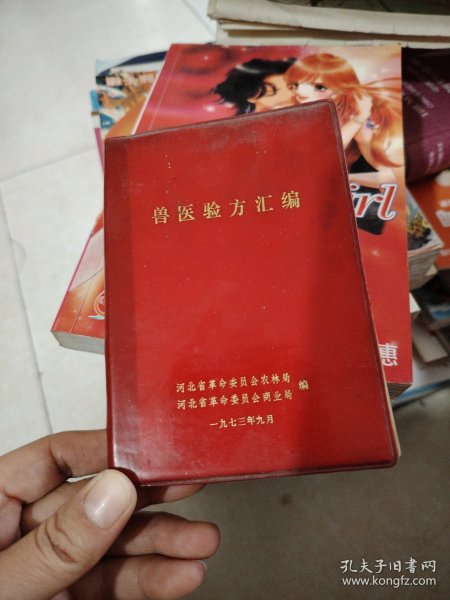 兽医验方汇编
河北省革命委员会农林局
河北省革命委员会商业局
编
一九七三年九月
irl
惠
孔夫子旧书网
www.kongfz.com